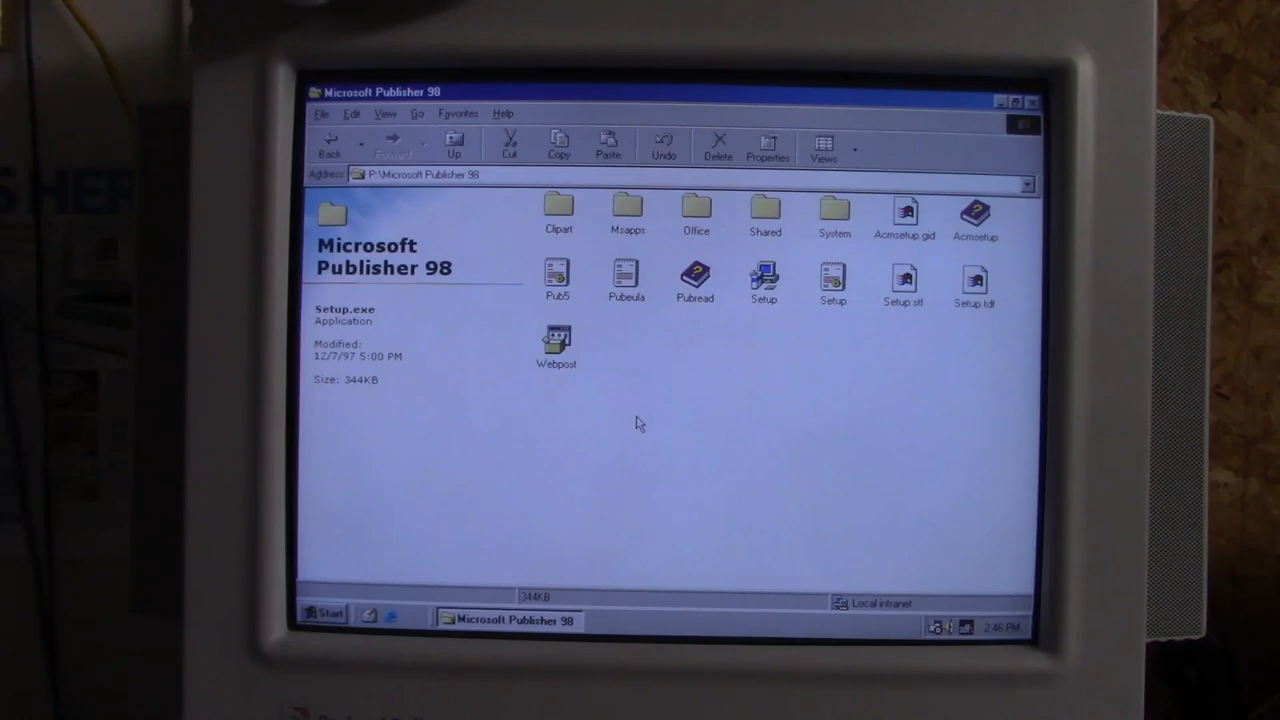 Microsoft Publisher 98
File Edit View Go Favorites Help
Back Forward Up Cut Copy Paste Undo Delete Properties Views
Address P:\Microsoft Publisher 98
Microsoft
Publisher 98
Setup.exe
Application
Modified:
12/7/97 5:00 PM
Size: 344KB
Clipart Msapps Office Shared System Acmsetup.gid Acmsetup
Pub5 Pubeula Pubread Setup Setup Setup.stf Setup.tdf
Webpost
344KB Local intranet
Start Microsoft Publisher 98 2:46 PM
S HER